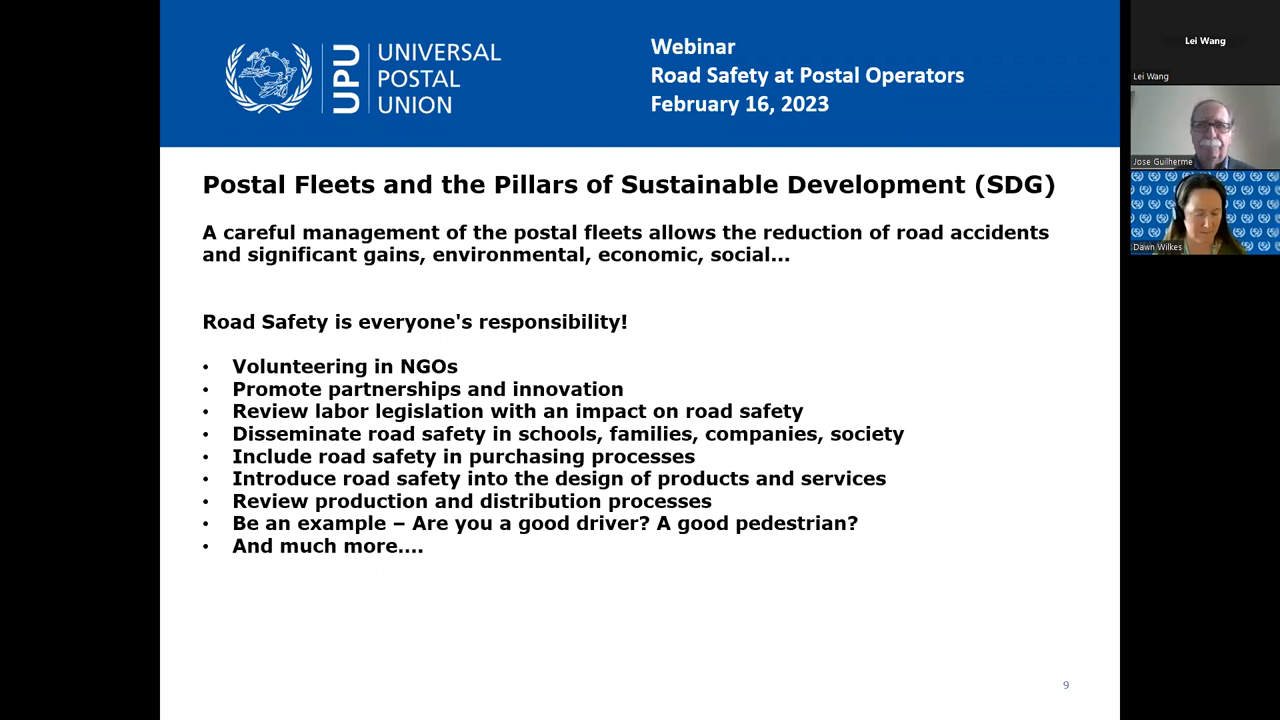 UPU
UNIVERSAL
POSTAL
UNION
Webinar
Road Safety at Postal Operators
February 16, 2023
Postal Fleets and the Pillars of Sustainable Development (SDG)
A careful management of the postal fleets allows the reduction of road accidents
and significant gains, environmental, economic, social...
Road Safety is everyone's responsibility!
• Volunteering in NGOs
• Promote partnerships and innovation
• Review labor legislation with an impact on road safety
• Disseminate road safety in schools, families, companies, society
• Include road safety in purchasing processes
• Introduce road safety into the design of products and services
• Review production and distribution processes
• Be an example – Are you a good driver? A good pedestrian?
• And much more....
9
Lei Wang
Lei Wang
Jose Guilherme
Dawn Wilkes